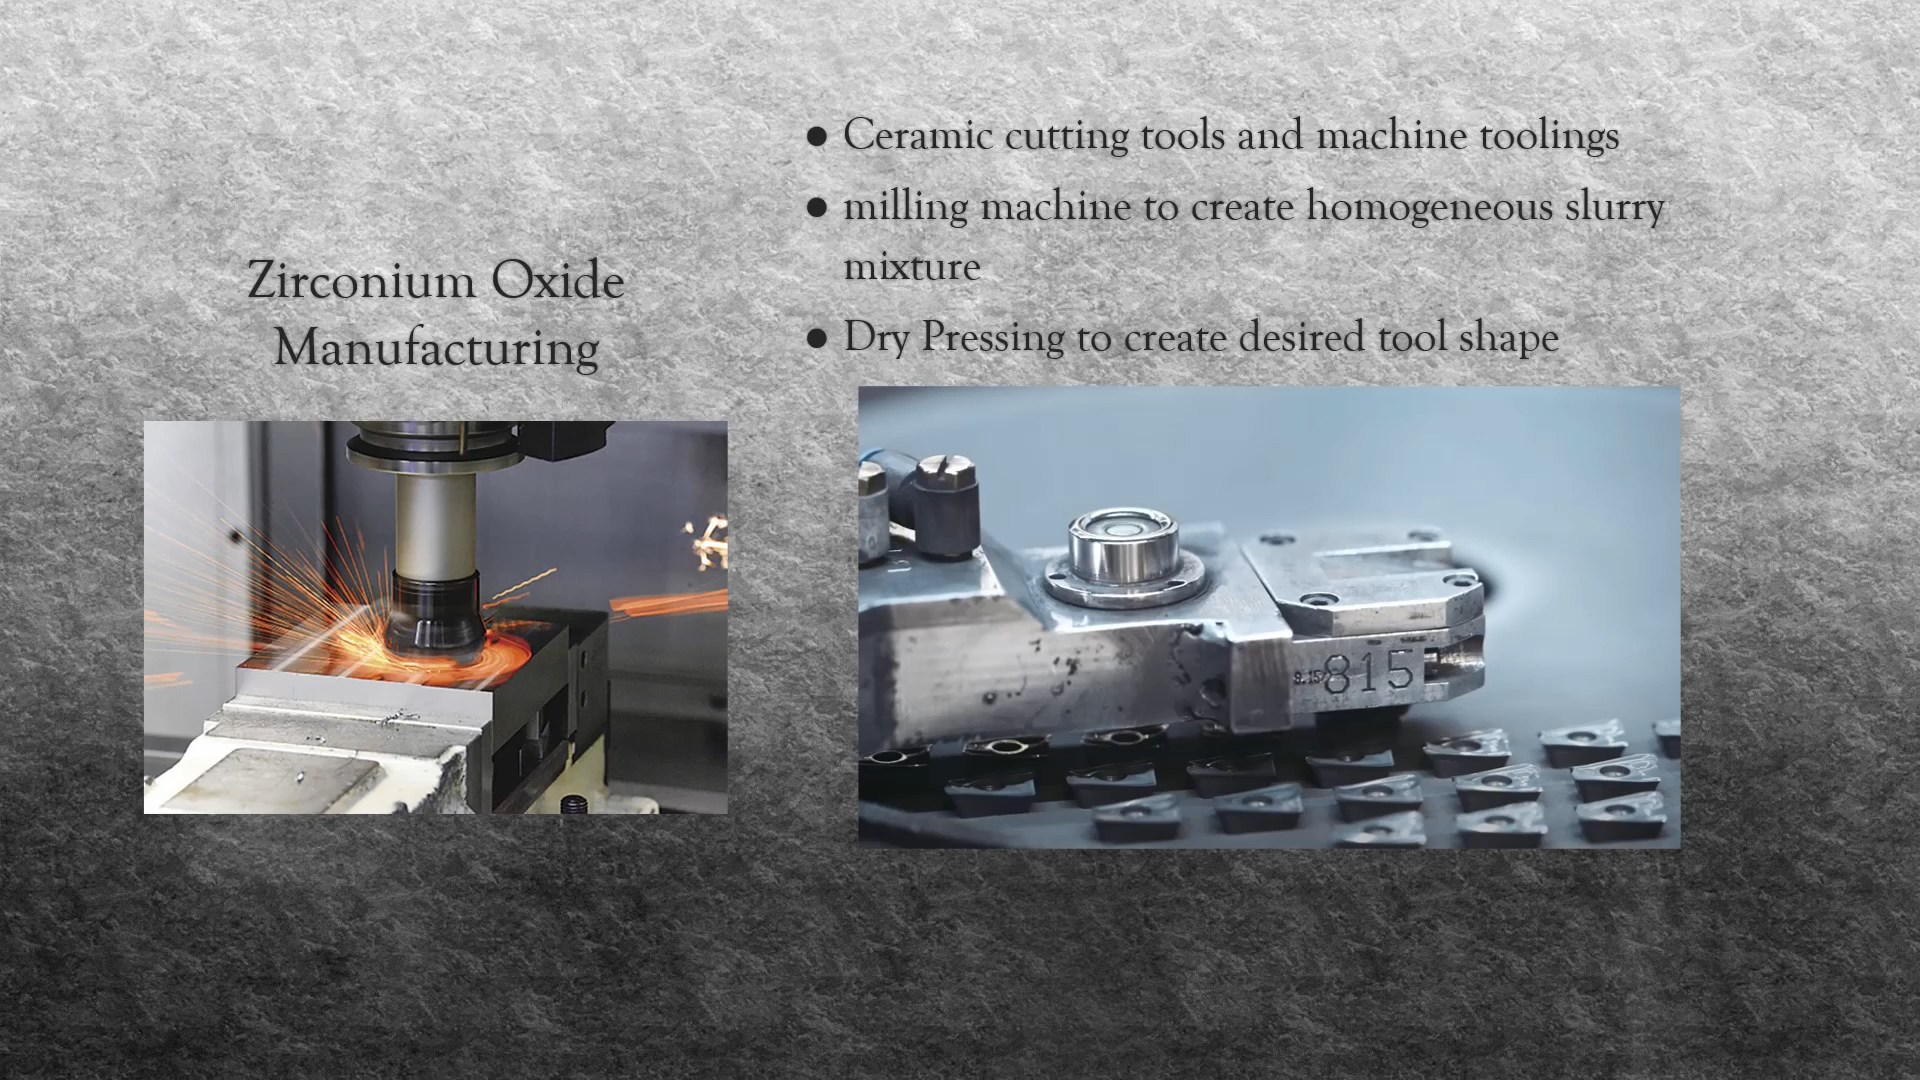 Zirconium Oxide
Manufacturing
● Ceramic cutting tools and machine toolings
● milling machine to create homogeneous slurry
mixture
● Dry Pressing to create desired tool shape
815